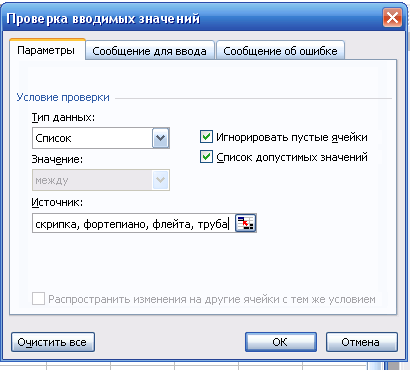 Проверка вводимых значений
Параметры Сообщение для ввода Сообщение об ошибке
Условие проверки
Тип данных:
Список Игнорировать пустые ячейки
Значение: Список допустимых значений
между
Источник:
скрипка, фортепиано, флейта, труба
Распространить изменения на другие ячейки с тем же условием
Очистить все ОК Отмена